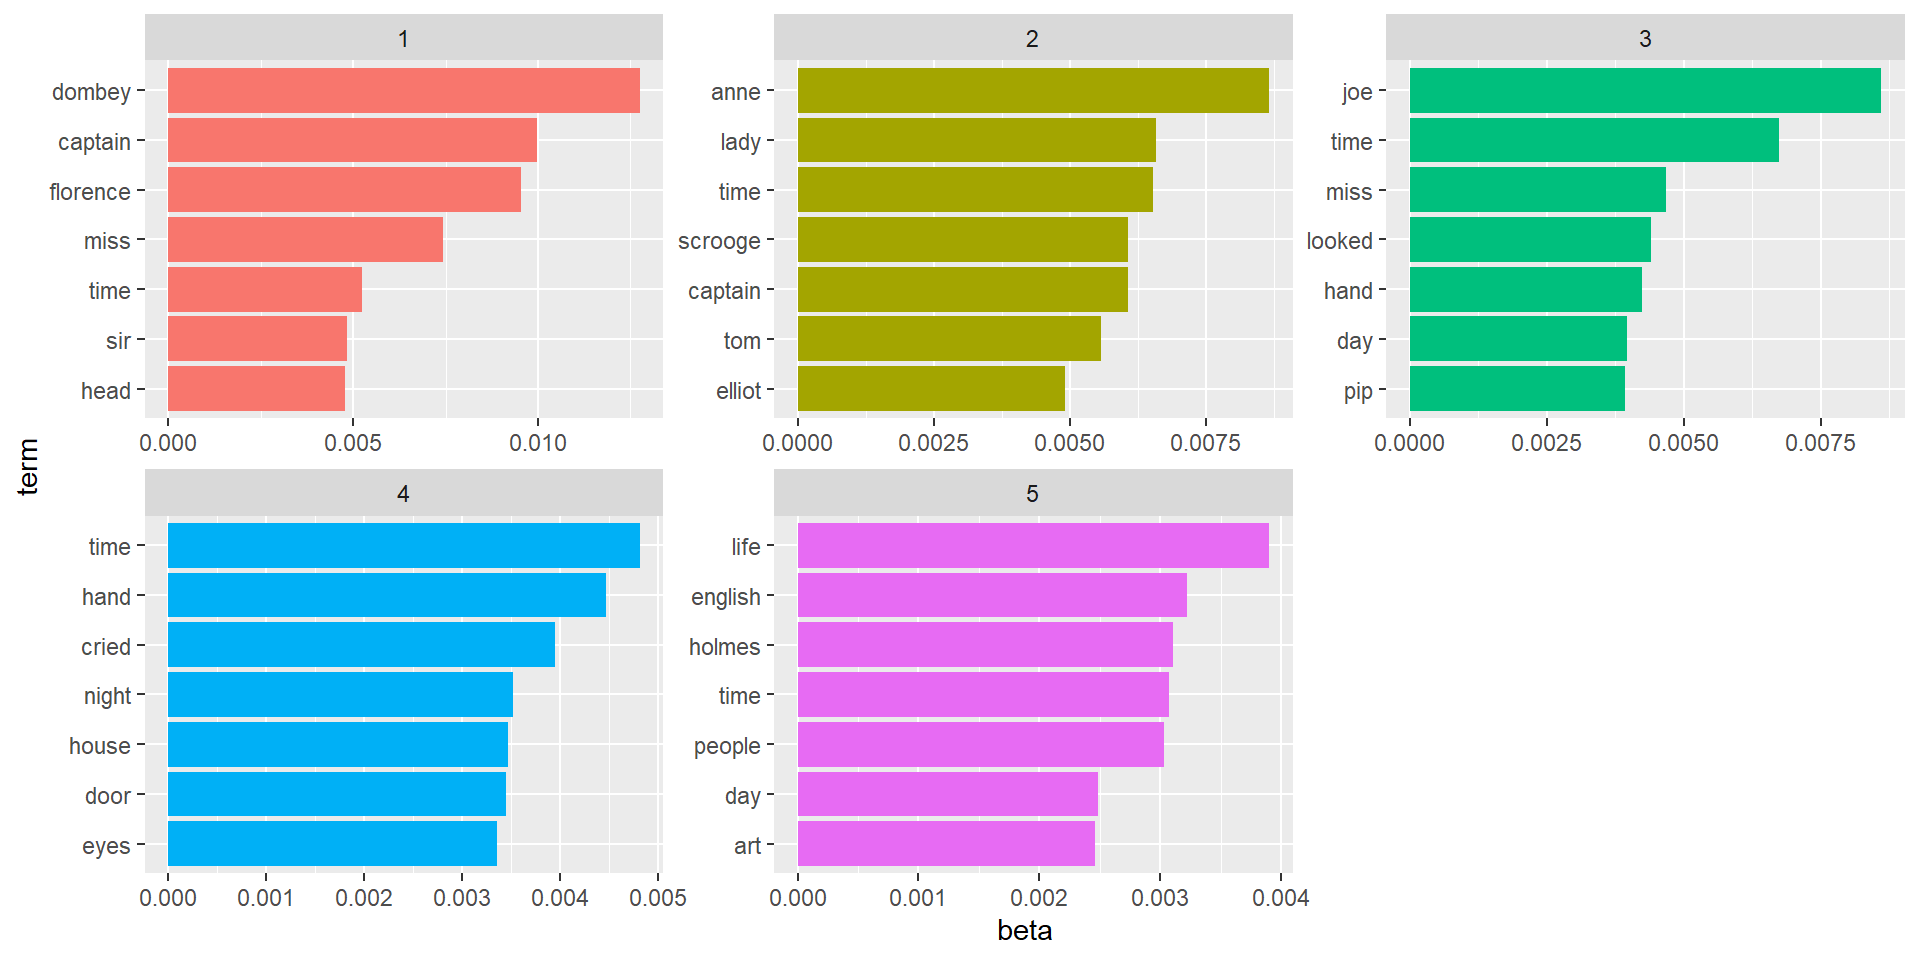 1
dombey
captain
florence
miss
time
sir
head
0.000 0.005 0.010
2
anne
lady
time
scrooge
captain
tom
elliot
0.0000 0.0025 0.0050 0.0075
3
joe
time
miss
looked
hand
day
pip
0.0000 0.0025 0.0050 0.0075
term
4
time
hand
cried
night
house
door
eyes
0.000 0.001 0.002 0.003 0.004 0.005
5
life
english
holmes
time
people
day
art
0.000 0.001 0.002 0.003 0.004
beta